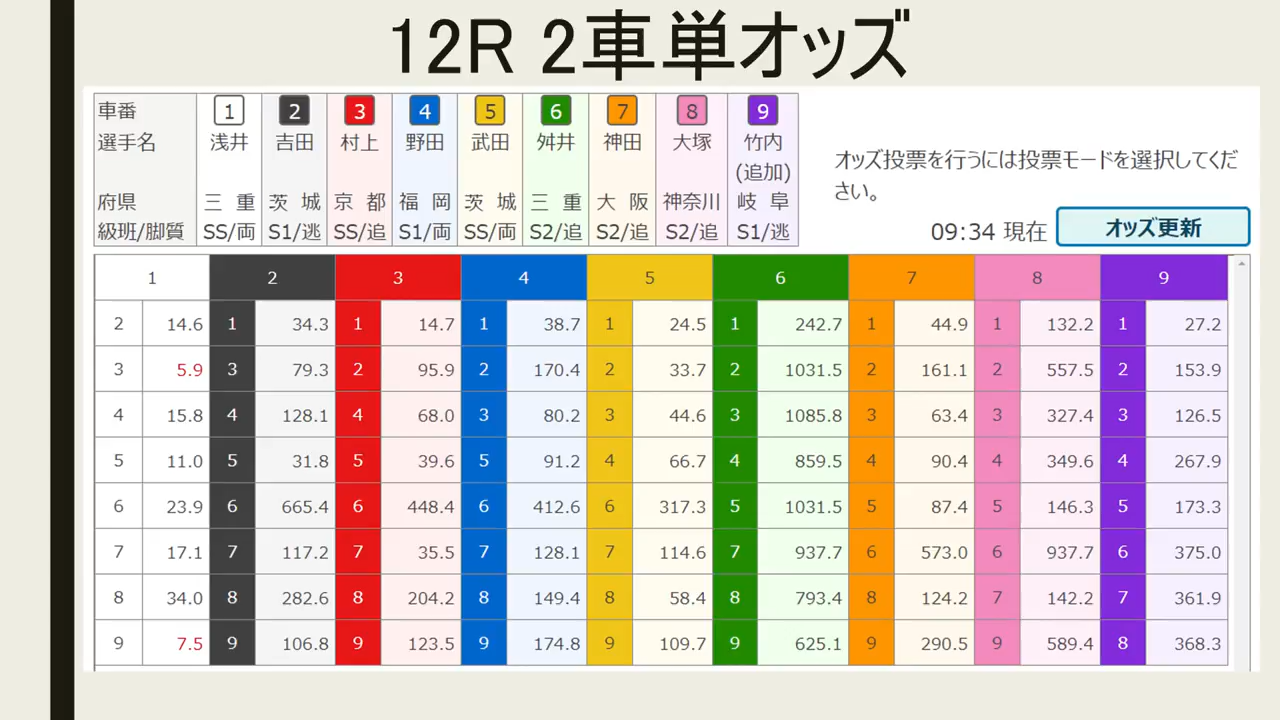 12R 2車単オッズ
車番 1 2 3 4 5 6 7 8 9
選手名 浅井 吉田 村上 野田 武田 舛井 神田 大塚 竹内
(追加)
府県 三重 茨城 京都 福岡 茨城 三重 大阪 神奈川 岐阜
級班/脚質 SS/両 S1/逃 SS/追 S1/両 SS/両 S2/追 S2/追 S2/追 S1/逃
オッズ投票を行うには投票モードを選択してくだ
さい。
09:34 現在 オッズ更新
1 2 3 4 5 6 7 8 9
2 14.6 1 34.3 1 14.7 1 38.7 1 24.5 1 242.7 1 44.9 1 132.2 1 27.2
3 5.9 3 79.3 2 95.9 2 170.4 2 33.7 2 1031.5 2 161.1 2 557.5 2 153.9
4 15.8 4 128.1 4 68.0 3 80.2 3 44.6 3 1085.8 3 63.4 3 327.4 3 126.5
5 11.0 5 31.8 5 39.6 5 91.2 4 66.7 4 859.5 4 90.4 4 349.6 4 267.9
6 23.9 6 665.4 6 448.4 6 412.6 6 317.3 5 1031.5 5 87.4 5 146.3 5 173.3
7 17.1 7 117.2 7 35.5 7 128.1 7 114.6 7 937.7 6 573.0 6 937.7 6 375.0
8 34.0 8 282.6 8 204.2 8 149.4 8 58.4 8 793.4 8 124.2 7 142.2 7 361.9
9 7.5 9 106.8 9 123.5 9 174.8 9 109.7 9 625.1 9 290.5 9 589.4 8 368.3